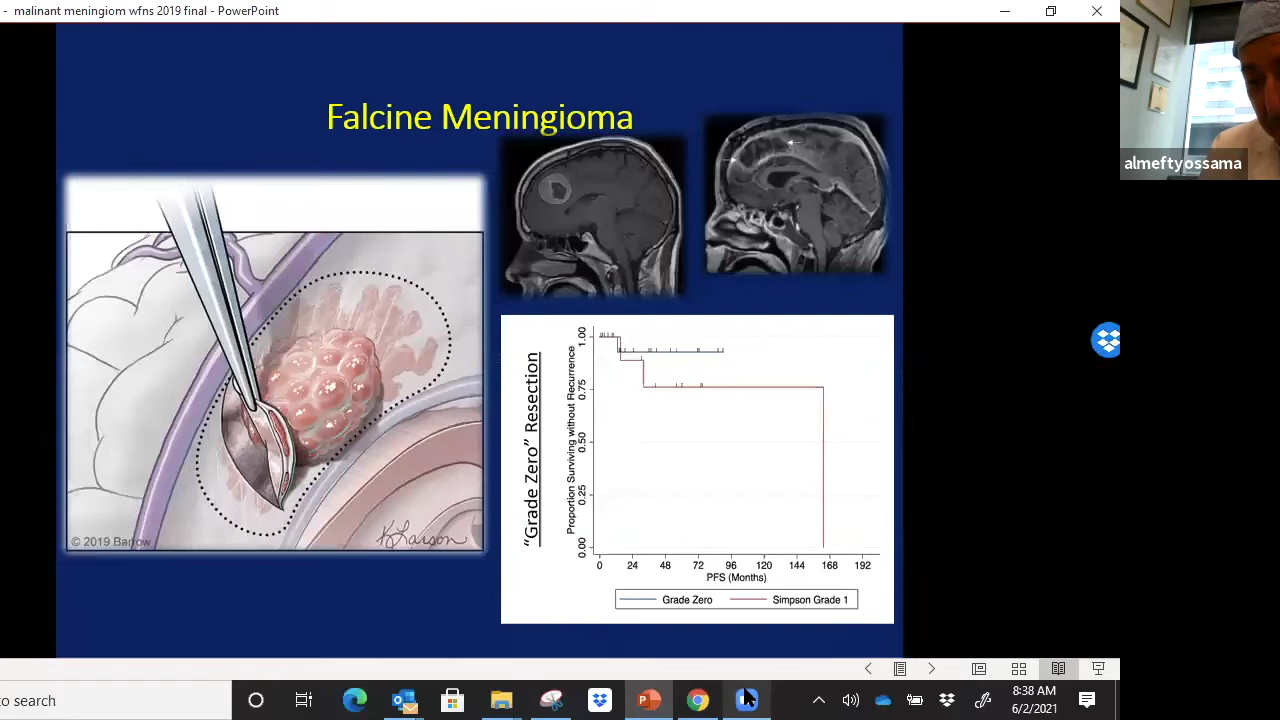 - malinant meningiom wfns 2019 final - PowerPoint
almeftyossama
Falcine Meningioma
© 2019 Barrow
K Larson
"Grade Zero" Resection
Proportion Surviving without Recurrence
1.00
0.75
0.50
0.25
0.00
0 24 48 72 96 120 144 168 192
PFS (Months)
Grade Zero Simpson Grade 1
to search
8:38 AM
6/2/2021